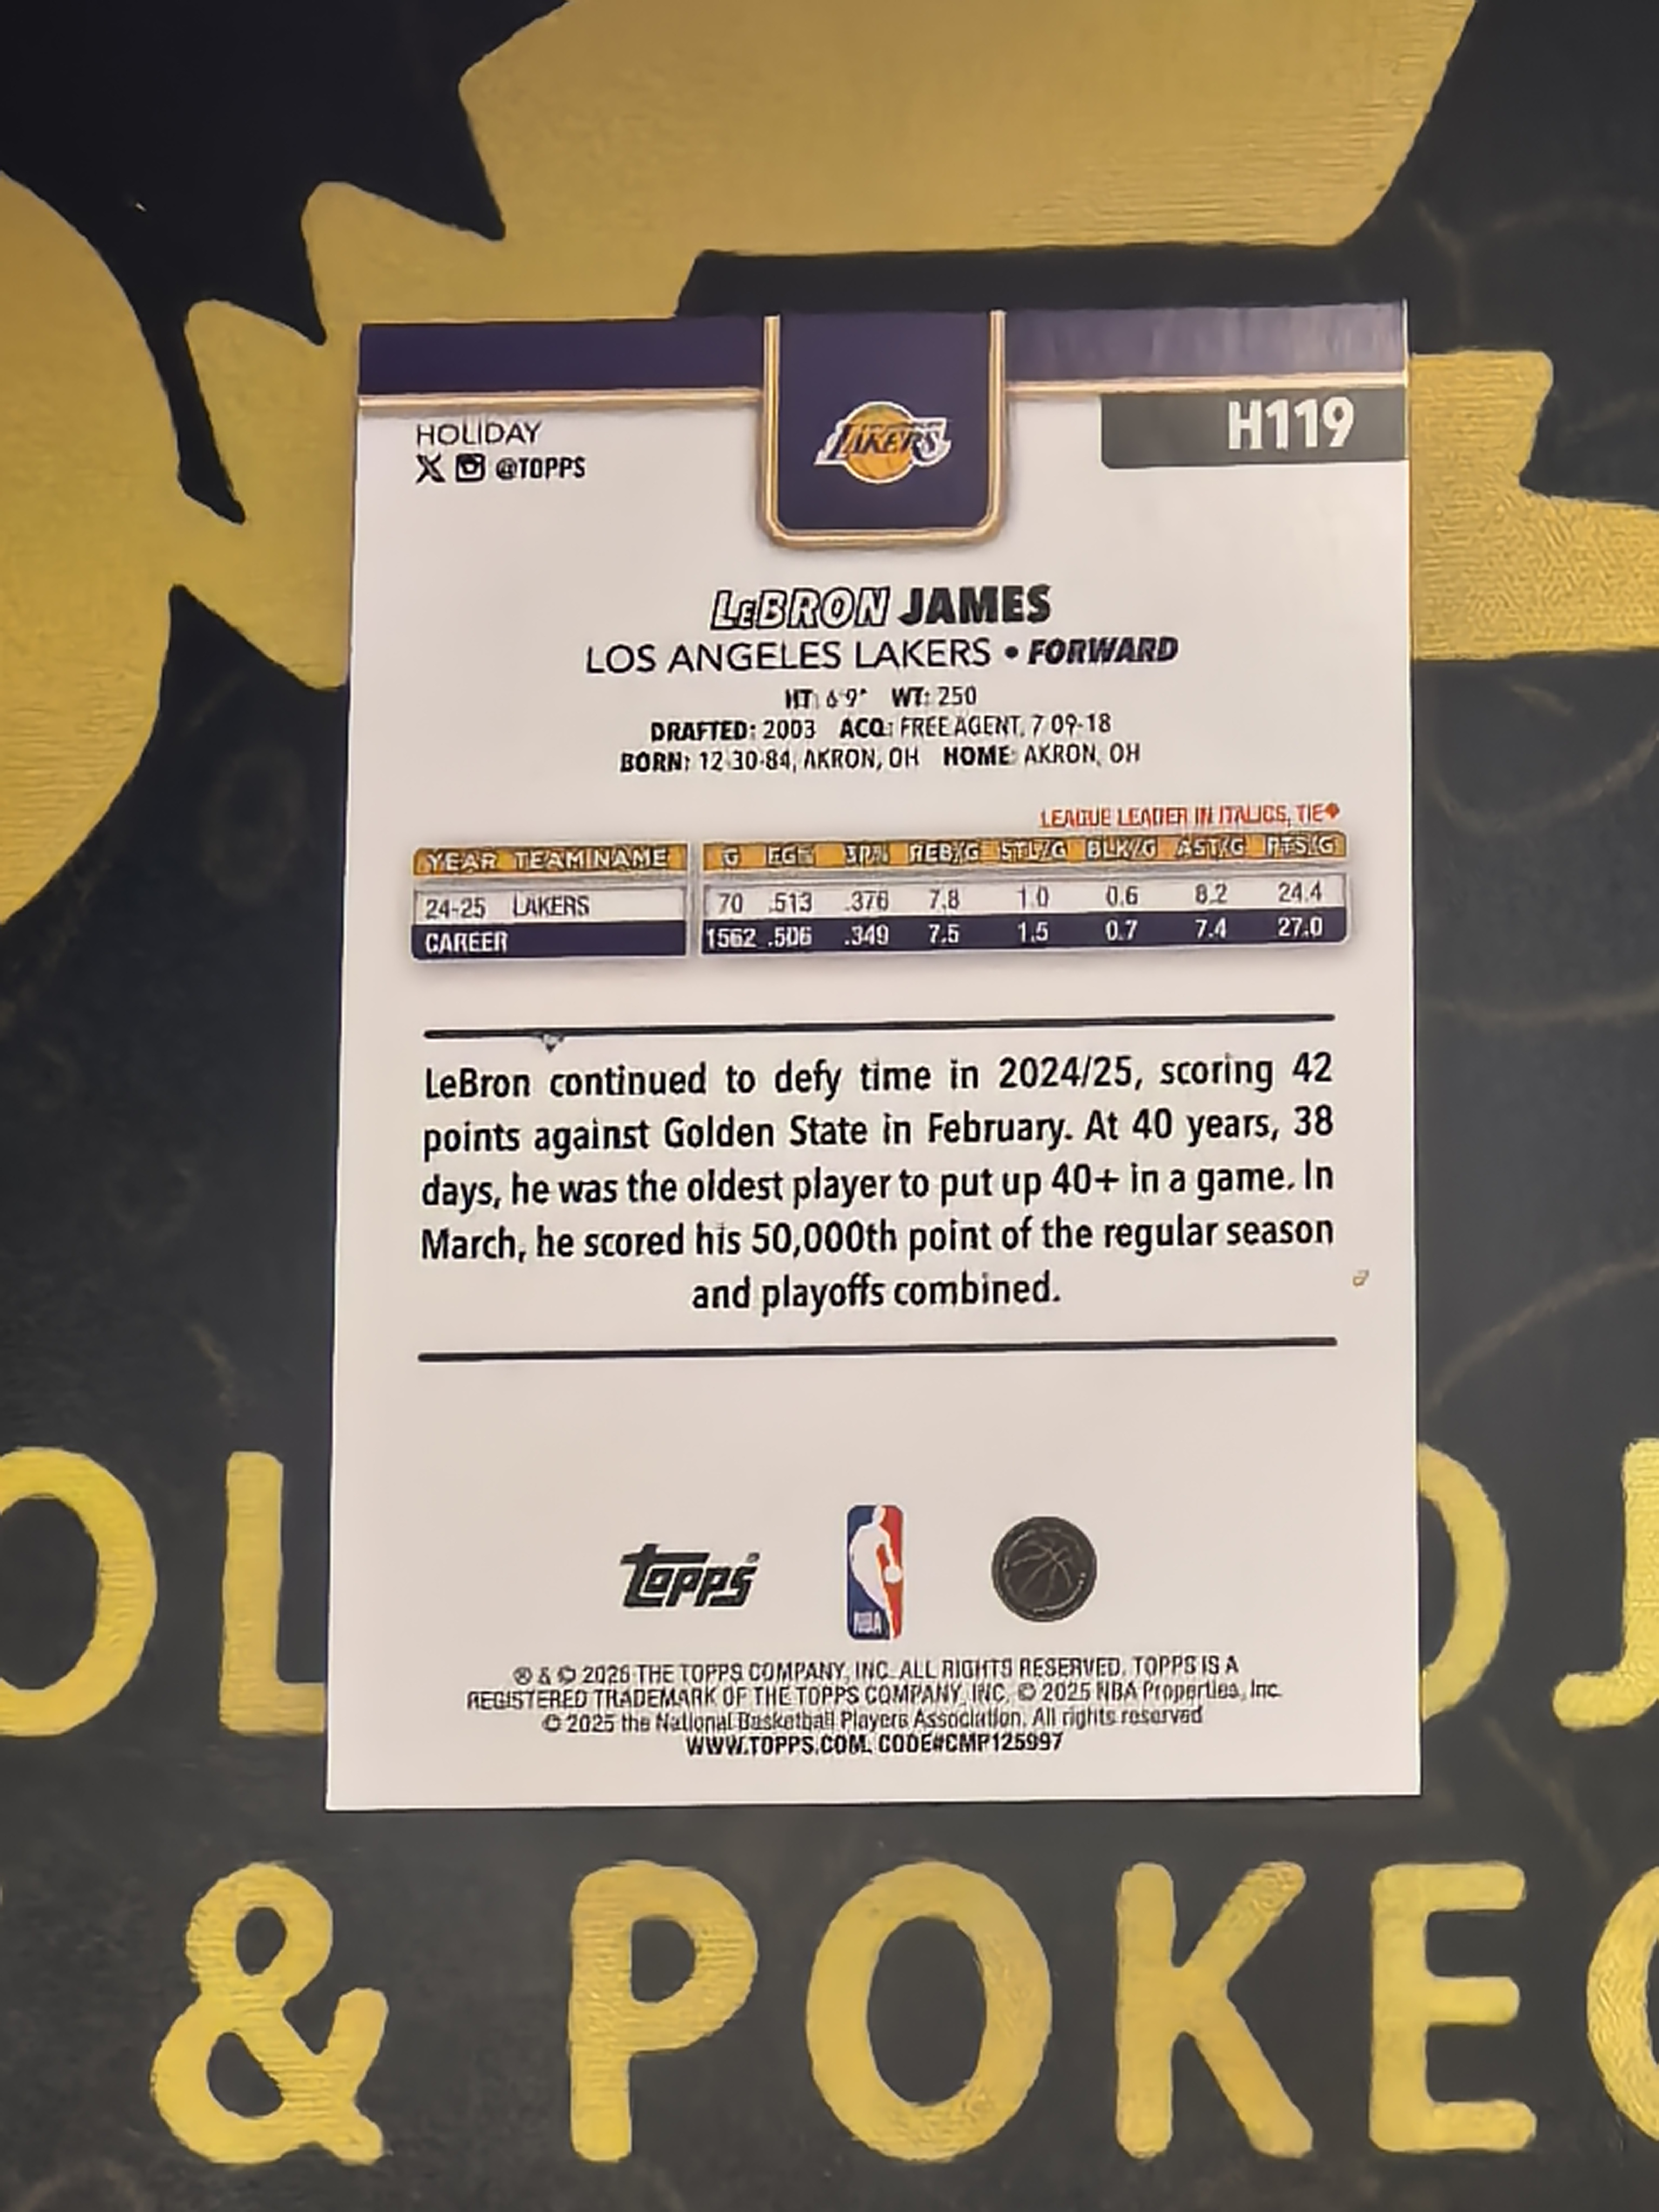 HOLIDAY
@TOPPS
LAKERS
H119
LeBRON JAMES
LOS ANGELES LAKERS • FORWARD
HT: 6'9" WT: 250
DRAFTED: 2003 ACQ: FREE AGENT, 7-09-18
BORN: 12-30-84, AKRON, OH HOME: AKRON, OH
LEAGUE LEADER IN ITALICS, TIE♦
YEAR TEAM NAME G FG% 3P% REB/G STL/G BLK/G AST/G PTS/G
24-25 LAKERS 70 .513 .376 7.8 1.0 0.6 8.2 24.4
CAREER 1562 .506 .349 7.5 1.5 0.7 7.4 27.0
LeBron continued to defy time in 2024/25, scoring 42
points against Golden State in February. At 40 years, 38
days, he was the oldest player to put up 40+ in a game. In
March, he scored his 50,000th point of the regular season
and playoffs combined.
Topps NBA
® & © 2026 THE TOPPS COMPANY, INC. ALL RIGHTS RESERVED. TOPPS IS A
REGISTERED TRADEMARK OF THE TOPPS COMPANY, INC. © 2025 NBA Properties, Inc.
© 2025 the National Basketball Players Association. All rights reserved
WWW.TOPPS.COM. CODE#CMP125997
OL OJ
& POKE